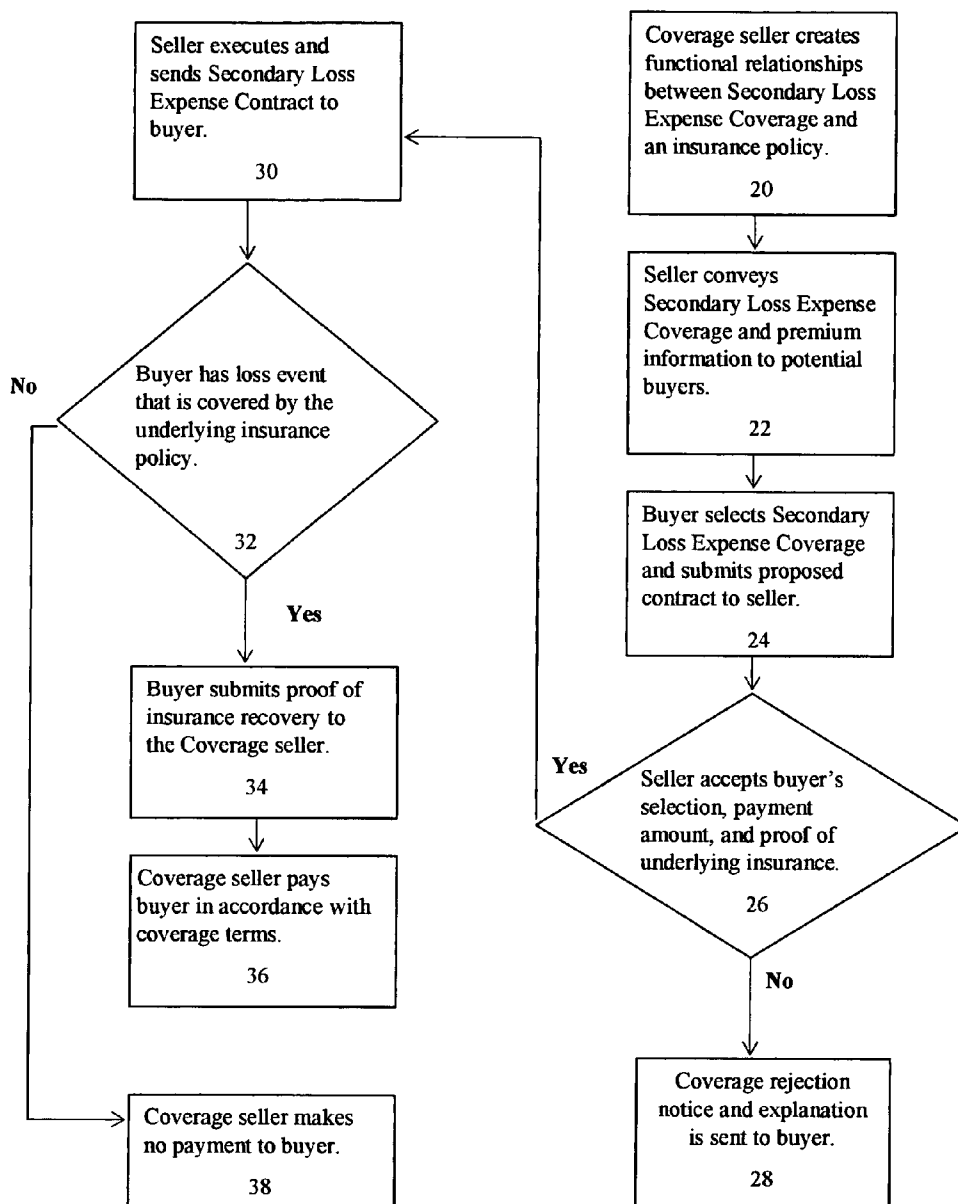 Seller executes and
sends Secondary Loss
Expense Contract to
buyer.
30
Coverage seller creates
functional relationships
between Secondary Loss
Expense Coverage and
an insurance policy.
20
Seller conveys
Secondary Loss Expense
Coverage and premium
information to potential
buyers.
22
No
Buyer has loss event
that is covered by the
underlying insurance
policy.
32
Yes
Buyer selects Secondary
Loss Expense Coverage
and submits proposed
contract to seller.
24
Buyer submits proof of
insurance recovery to
the Coverage seller.
34
Yes
Seller accepts buyer's
selection, payment
amount, and proof of
underlying insurance.
26
No
Coverage seller pays
buyer in accordance with
coverage terms.
36
Coverage seller makes
no payment to buyer.
38
Coverage rejection
notice and explanation
is sent to buyer.
28